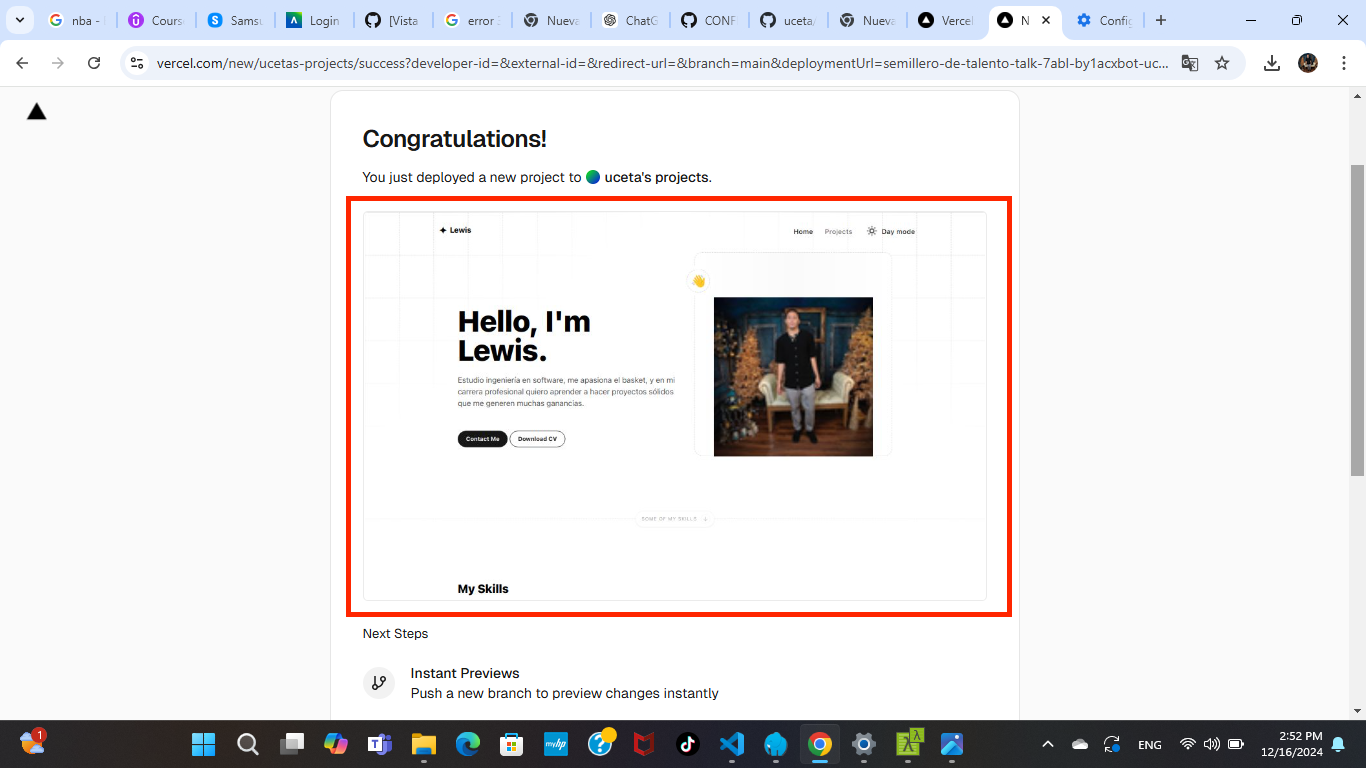 nba -
Course
Samsu
Login
[Vista
error 3
Nueva
ChatG
CONF
uceta/
Nueva
Vercel
N
Config
vercel.com/new/ucetas-projects/success?developer-id=&external-id=&redirect-url=&branch=main&deploymentUrl=semillero-de-talento-talk-7abl-by1acxbot-uc...
Congratulations!
You just deployed a new project to uceta's projects.
Lewis
Home Projects Day mode
Hello, I'm
Lewis.
Estudio ingeniería en software, me apasiona el basket, y en mi
carrera profesional quiero aprender a hacer proyectos sólidos
que me generen muchas ganancias.
Contact Me Download CV
SOME OF MY SKILLS
My Skills
Next Steps
Instant Previews
Push a new branch to preview changes instantly
1
myhp
ENG
2:52 PM
12/16/2024